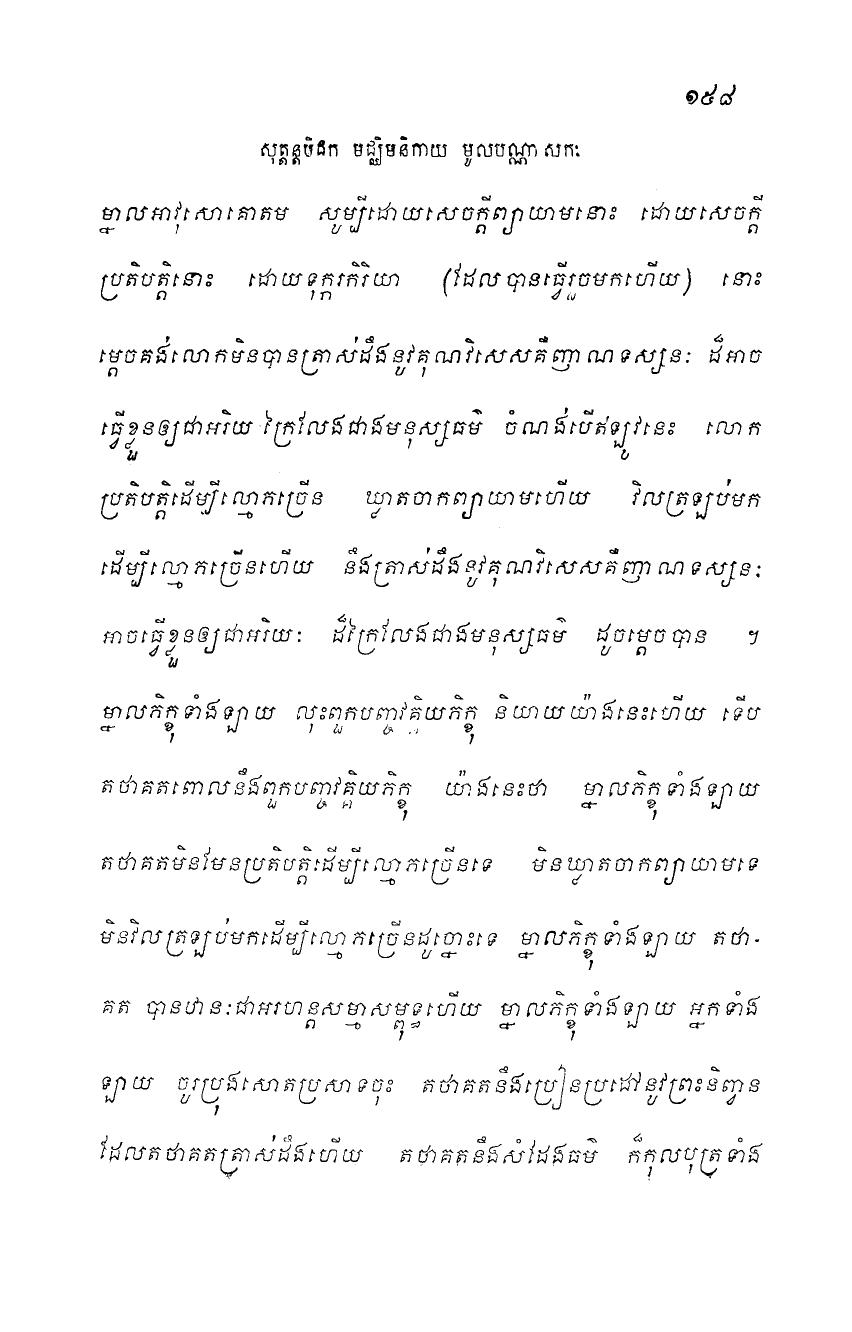 ១៥៨
សុត្តន្តបិដក មជ្ឈិមនិកាយ មូលបណ្ណាសកៈ
ម្នាលអាវុសោគោតម សូម្បីដោយសេចក្តីព្យាយាមនោះ ដោយសេចក្តី
ប្រតិបត្តិនោះ ដោយទុក្ករកិរិយា (ដែលបានធ្វើរួចមកហើយ) នោះ
ម្តេចគង់លោកមិនបានត្រាស់ដឹងនូវគុណវិសេសគឺញាណទស្សនៈ ដ៏អាច
ធ្វើខ្លួនឲ្យជាអរិយ ក្រៃលែងជាងមនុស្សធម៌ ចំណង់បើឥឡូវនេះ លោក
ប្រតិបត្តិដើម្បីល្មោភច្រើន ឃ្លាតចាកព្យាយាមហើយ វិលត្រឡប់មក
ដើម្បីល្មោភច្រើនហើយ នឹងត្រាស់ដឹងនូវគុណវិសេសគឺញាណទស្សនៈ
អាចធ្វើខ្លួនឲ្យជាអរិយៈ ដ៏ក្រៃលែងជាងមនុស្សធម៌ ដូចម្តេចបាន ។
ម្នាលភិក្ខុទាំងឡាយ លុះពួកបញ្ចវគ្គិយភិក្ខុ និយាយយ៉ាងនេះហើយ ទើប
តថាគតពោលនឹងពួកបញ្ចវគ្គិយភិក្ខុ យ៉ាងនេះថា ម្នាលភិក្ខុទាំងឡាយ
តថាគតមិនមែនប្រតិបត្តិដើម្បីល្មោភច្រើនទេ មិនឃ្លាតចាកព្យាយាមទេ
មិនវិលត្រឡប់មកដើម្បីល្មោភច្រើនដូច្នោះទេ ម្នាលភិក្ខុទាំងឡាយ តថា-
គត បានឋានៈជាអរហន្តសម្មាសម្ពុទ្ធហើយ ម្នាលភិក្ខុទាំងឡាយ អ្នកទាំង
ឡាយ ចូរប្រុងសោតប្រសាទចុះ តថាគតនឹងប្រៀនប្រដៅនូវព្រះនិញ្វន
ដែលតថាគតត្រាស់ដឹងហើយ តថាគតនឹងសំដែងធម៌ ក៏កុលបុត្រទាំង